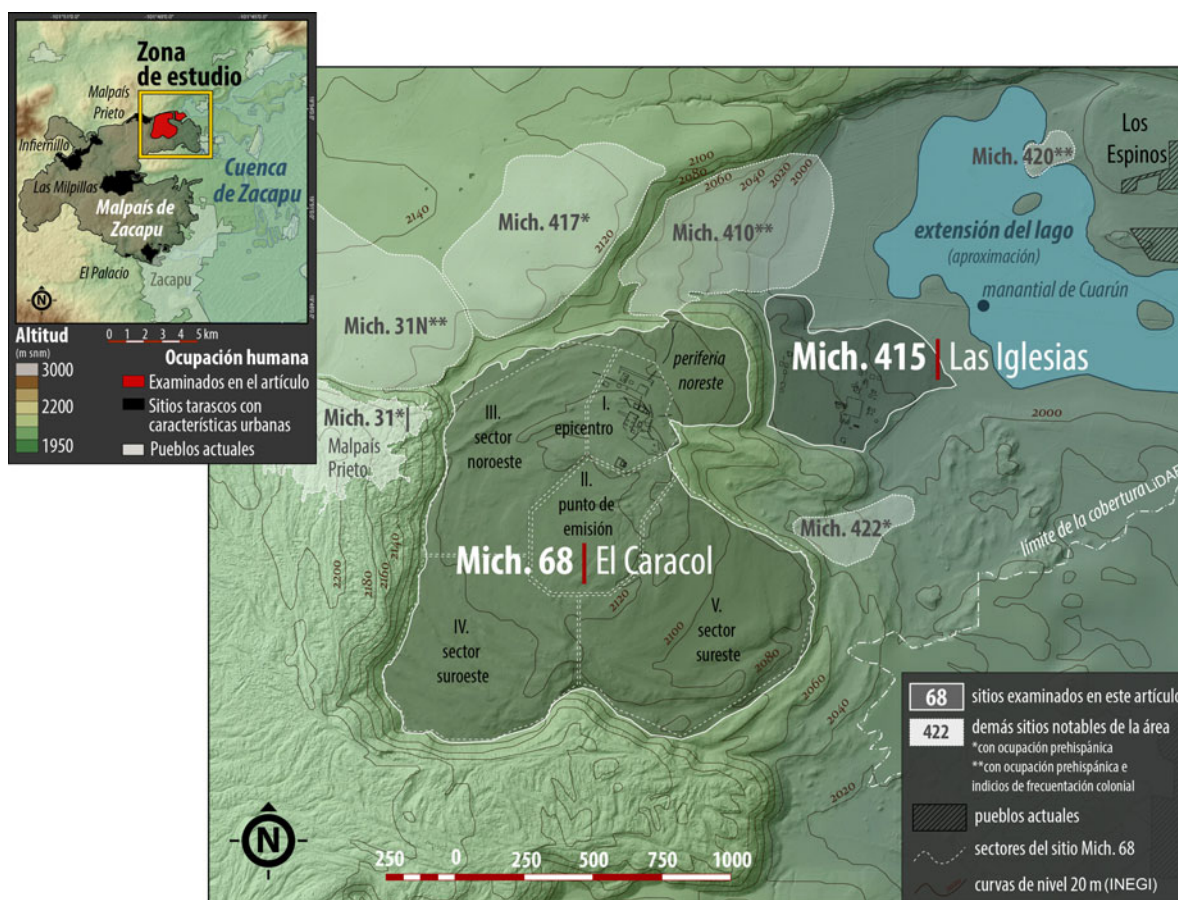 Zona
de estudio
Malpaís
Prieto
Infiernillo
Las Milpillas
Malpaís de
Zacapu
Cuenca
de Zacapu
El Palacio
Zacapu
N
Altitud
(m snm)
3000
2200
1950
0 1 2 3 4 5 km
Ocupación humana
Examinados en el artículo
Sitios tarascos con
características urbanas
Pueblos actuales
2140
Mich. 417*
2120
2100
2080
2060
2040
2020
2000
Mich. 410**
Mich. 420**
Los
Espinos
extensión del lago
(aproximación)
manantial de Cuarún
Mich. 31N**
Mich. 415 | Las Iglesias
periferia
noreste
I.
epicentro
III.
sector
noroeste
Mich. 31*|
Malpaís
Prieto
II.
punto de
emisión
2000
Mich. 422*
límite de la cobertura LiDAR
Mich. 68 | El Caracol
2200
2180
2160
2140
2120
2100
2080
2060
2040
2020
IV.
sector
suroeste
V.
sector
sureste
N
250 0 250 500 750 1000
68 sitios examinados en este artículo
422 demás sitios notables de la área
*con ocupación prehispánica
**con ocupación prehispánica e
indicios de frecuentación colonial
pueblos actuales
sectores del sitio Mich. 68
curvas de nivel 20 m (INEGI)